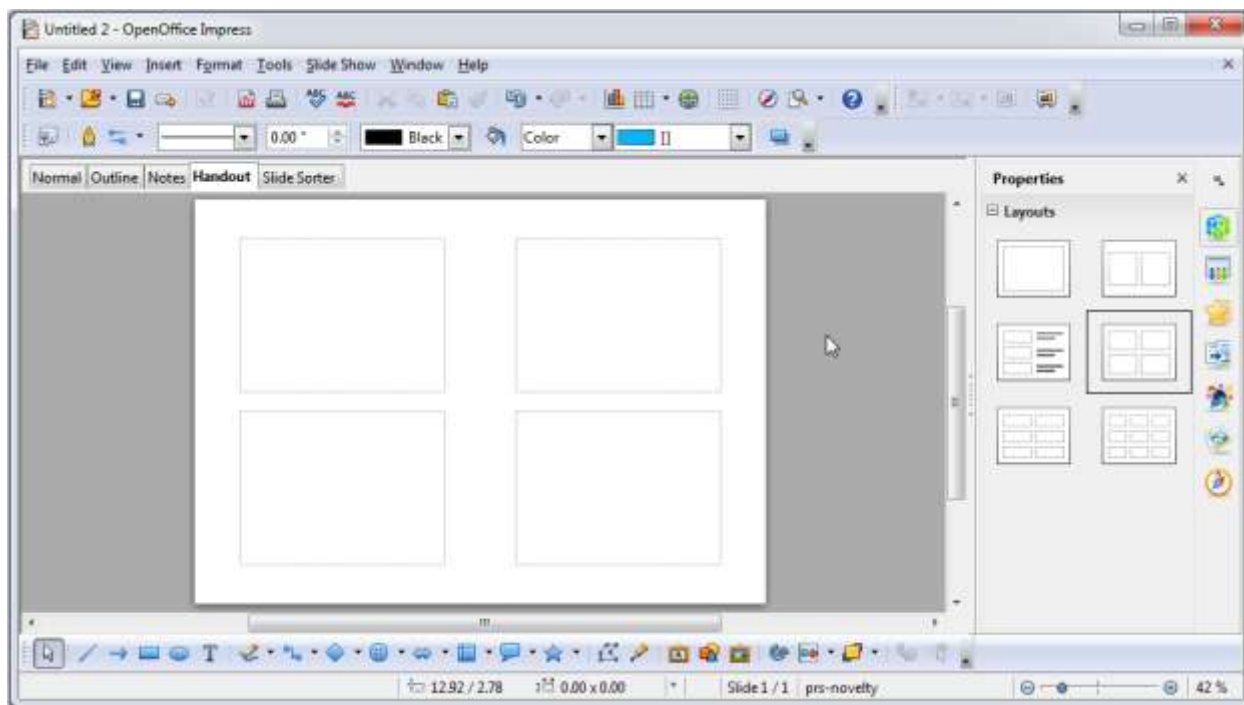 Untitled 2 - OpenOffice Impress
File Edit View Insert Format Tools Slide Show Window Help
0.00 " Black Color []
Normal Outline Notes Handout Slide Sorter
Properties
Layouts
12.92 / 2.78 0.00 x 0.00 * Slide 1 / 1 prs-novelty 42 %